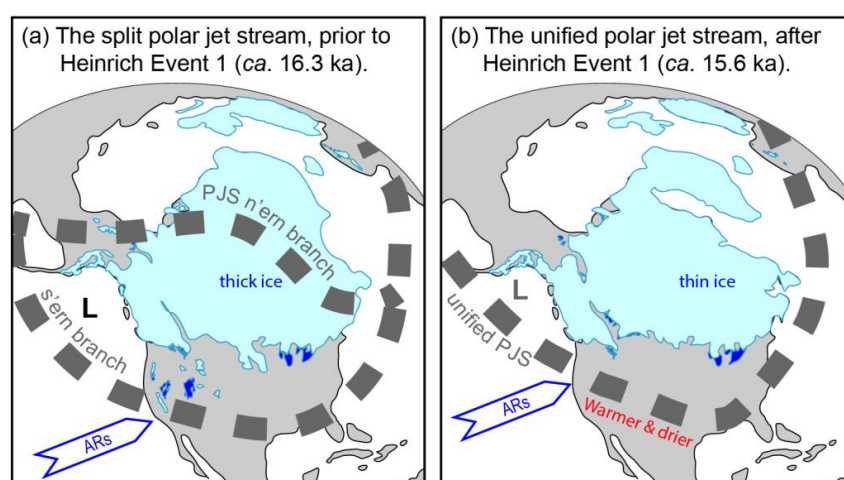 (a) The split polar jet stream, prior to
Heinrich Event 1 (ca. 16.3 ka).
PJS n'ern branch
thick ice
L
s'ern branch
ARs
(b) The unified polar jet stream, after
Heinrich Event 1 (ca. 15.6 ka).
thin ice
L
unified PJS
ARs
Warmer & drier